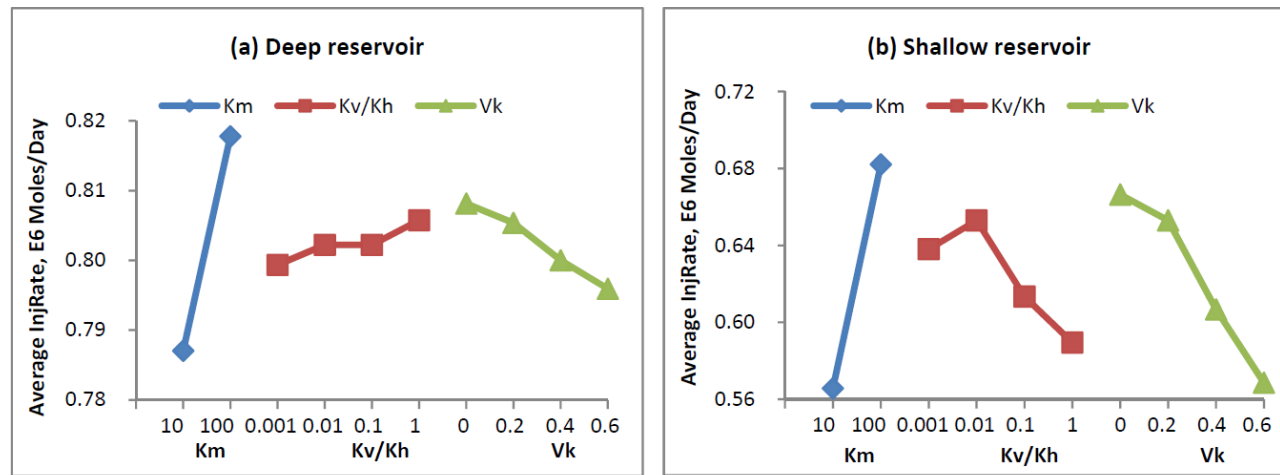 (a) Deep reservoir
Km Kv/Kh Vk
Average InjRate, E6 Moles/Day
0.82
0.81
0.80
0.79
0.78
10 100 0.001 0.01 0.1 1 0 0.2 0.4 0.6
Km Kv/Kh Vk
(b) Shallow reservoir
Km Kv/Kh Vk
Average InjRate, E6 Moles/Day
0.72
0.68
0.64
0.60
0.56
10 100 0.001 0.01 0.1 1 0 0.2 0.4 0.6
Km Kv/Kh Vk